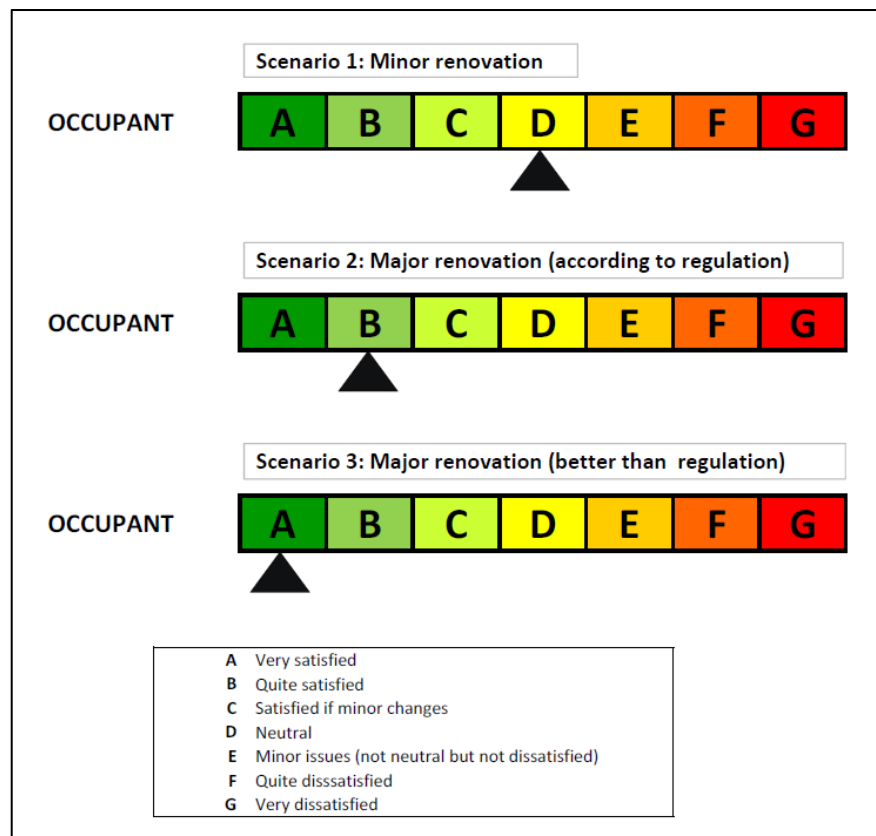 Scenario 1: Minor renovation
OCCUPANT A B C D E F G
Scenario 2: Major renovation (according to regulation)
OCCUPANT A B C D E F G
Scenario 3: Major renovation (better than regulation)
OCCUPANT A B C D E F G
A Very satisfied
B Quite satisfied
C Satisfied if minor changes
D Neutral
E Minor issues (not neutral but not dissatisfied)
F Quite disssatisfied
G Very dissatisfied